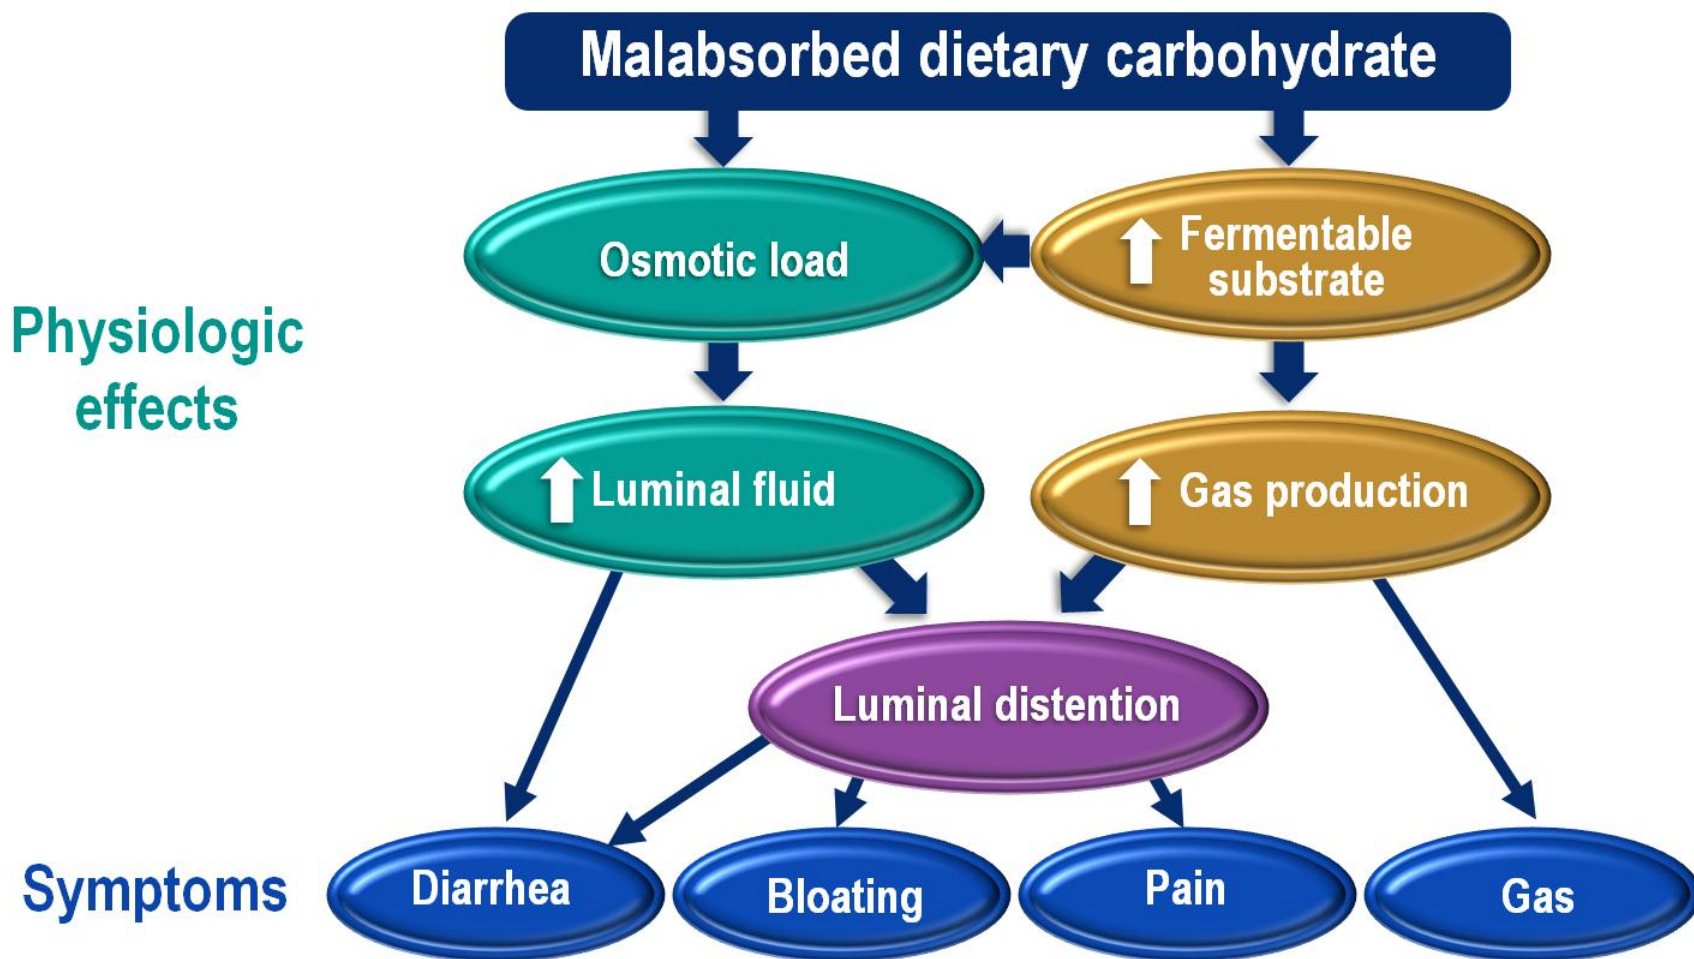 Malabsorbed dietary carbohydrate
Osmotic load
Fermentable
substrate
Physiologic
effects
Luminal fluid
Gas production
Luminal distention
Symptoms
Diarrhea
Bloating
Pain
Gas